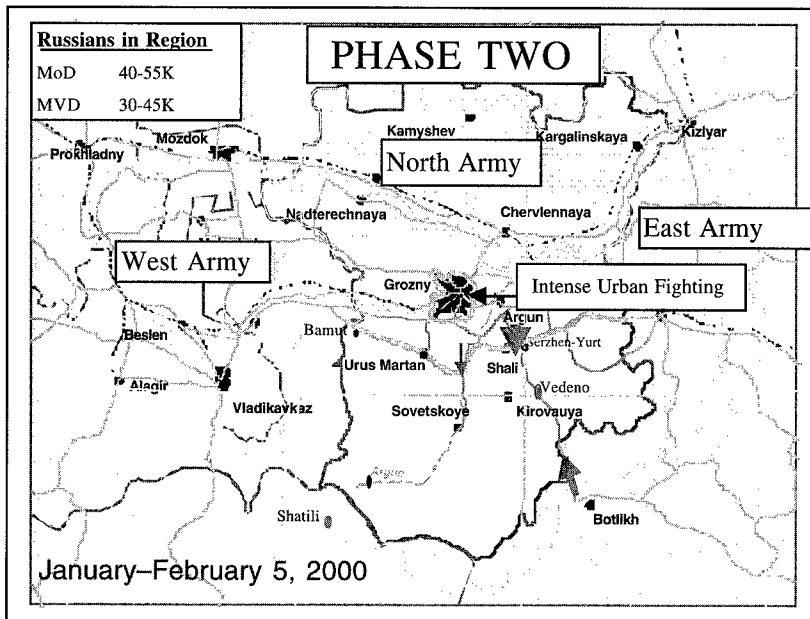 Russians in Region
MoD 40-55K
MVD 30-45K
PHASE TWO
Kamyshev
Kargalinskaya
Kizlyar
Mozdok
Prokhladny
North Army
Nadterechnaya
Chervlennaya
East Army
West Army
Grozny
Intense Urban Fighting
Argun
Beslen
Bamut
Serzhen-Yurt
Urus Martan
Shali
Alagir
Vedeno
Vladikavkaz
Sovetskoye
Kirovauya
Argun
Shatili
Botlikh
January–February 5, 2000